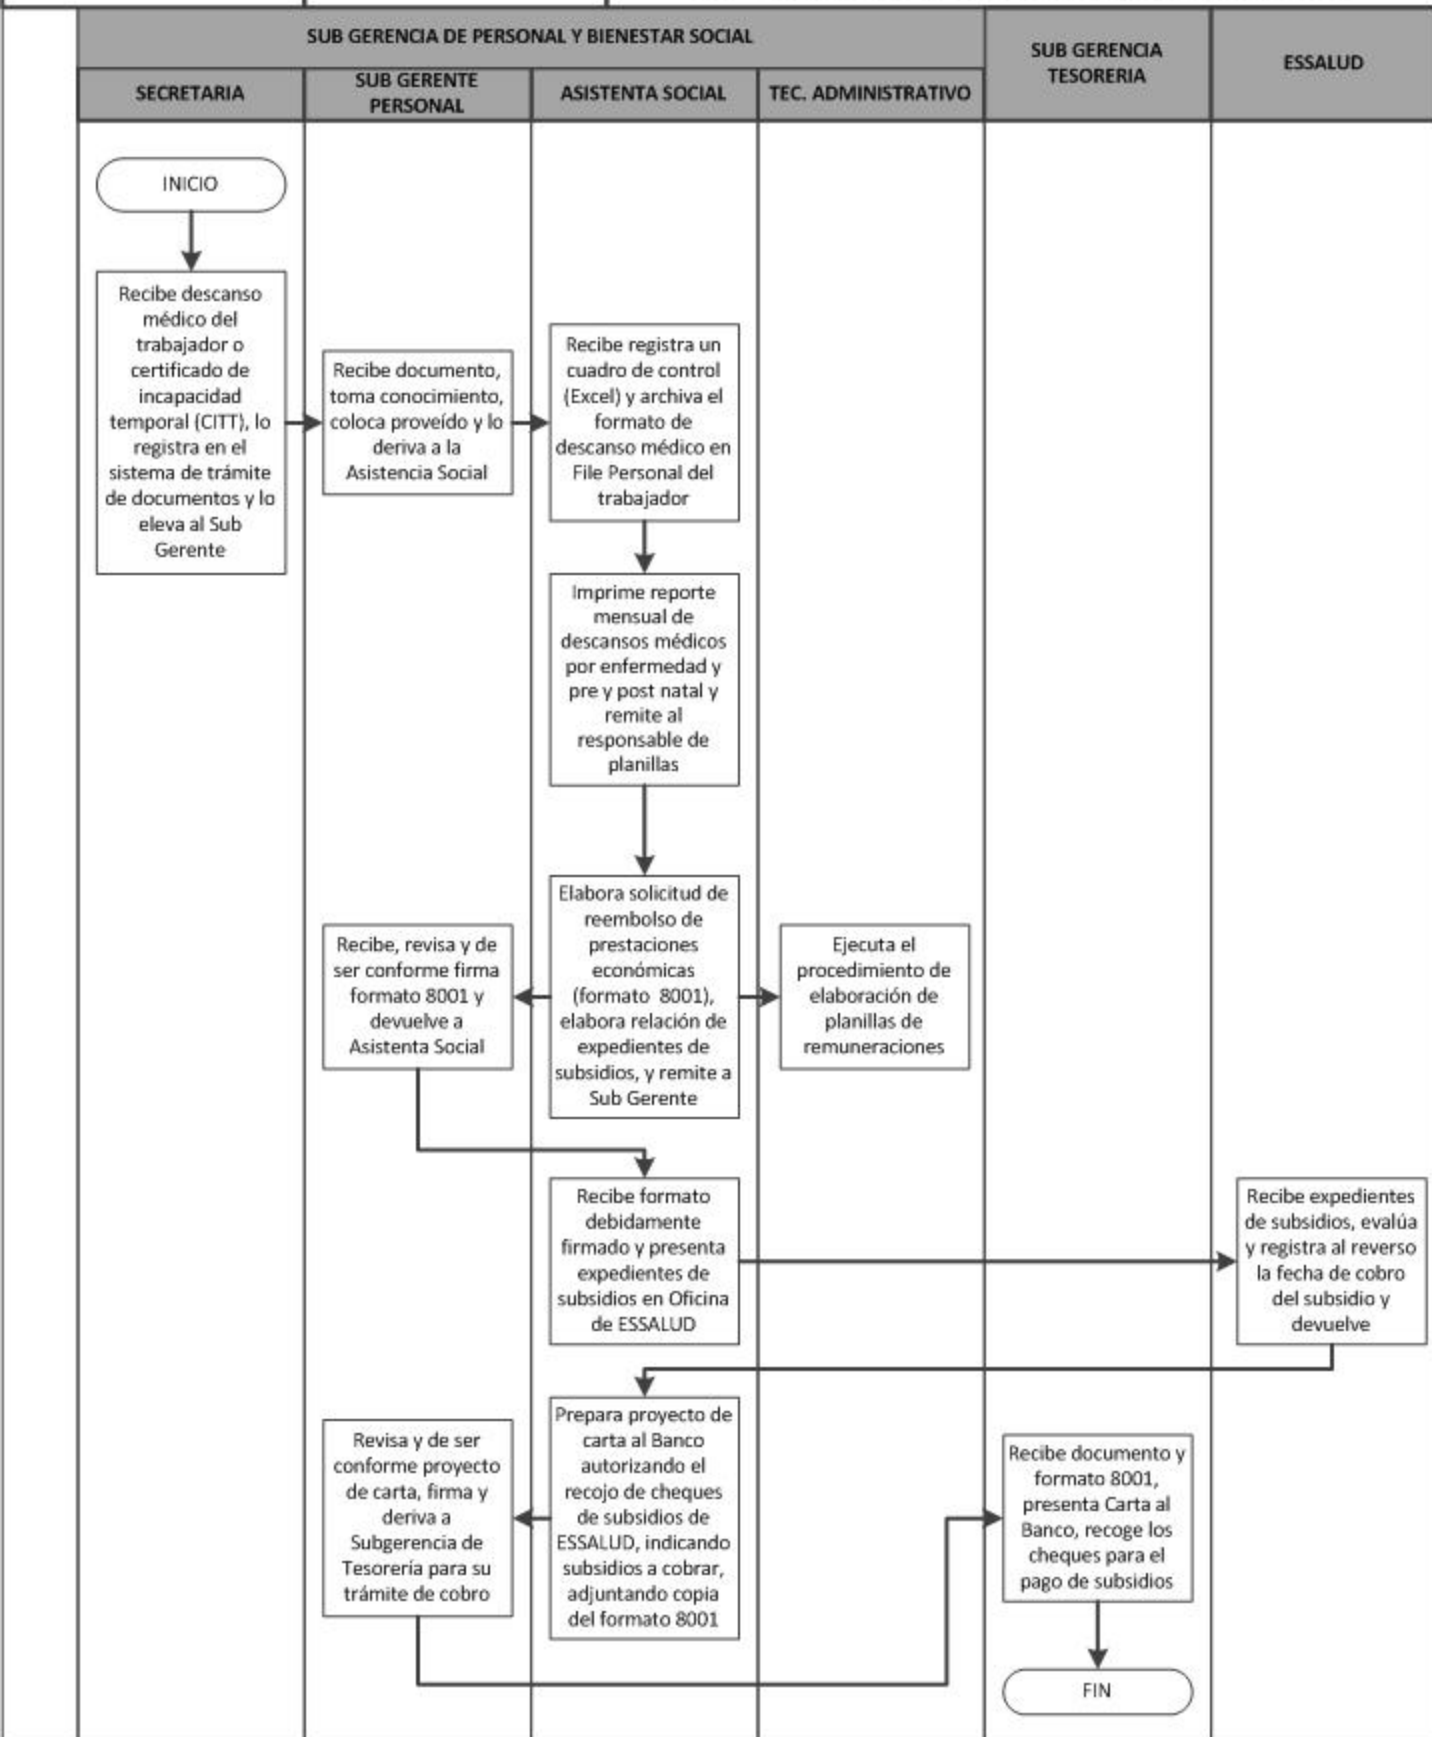 SUB GERENCIA DE PERSONAL Y BIENESTAR SOCIAL
SUB GERENCIA
TESORERIA
ESSALUD
SECRETARIA
SUB GERENTE
PERSONAL
ASISTENTA SOCIAL
TEC. ADMINISTRATIVO
INICIO
Recibe descanso
médico del
trabajador o
certificado de
incapacidad
temporal (CITT), lo
registra en el
sistema de trámite
de documentos y lo
eleva al Sub
Gerente
Recibe documento,
toma conocimiento,
coloca proveído y lo
deriva a la
Asistencia Social
Recibe registra un
cuadro de control
(Excel) y archiva el
formato de
descanso médico en
File Personal del
trabajador
Imprime reporte
mensual de
descansos médicos
por enfermedad y
pre y post natal y
remite al
responsable de
planillas
Elabora solicitud de
reembolso de
prestaciones
económicas
(formato 8001),
elabora relación de
expedientes de
subsidios, y remite a
Sub Gerente
Recibe, revisa y de
ser conforme firma
formato 8001 y
devuelve a
Asistenta Social
Ejecuta el
procedimiento de
elaboración de
planillas de
remuneraciones
Recibe formato
debidamente
firmado y presenta
expedientes de
subsidios en Oficina
de ESSALUD
Recibe expedientes
de subsidios, evalúa
y registra al reverso
la fecha de cobro
del subsidio y
devuelve
Prepara proyecto de
carta al Banco
autorizando el
recojo de cheques
de subsidios de
ESSALUD, indicando
subsidios a cobrar,
adjuntando copia
del formato 8001
Revisa y de ser
conforme proyecto
de carta, firma y
deriva a
Subgerencia de
Tesorería para su
trámite de cobro
Recibe documento y
formato 8001,
presenta Carta al
Banco, recoge los
cheques para el
pago de subsidios
FIN